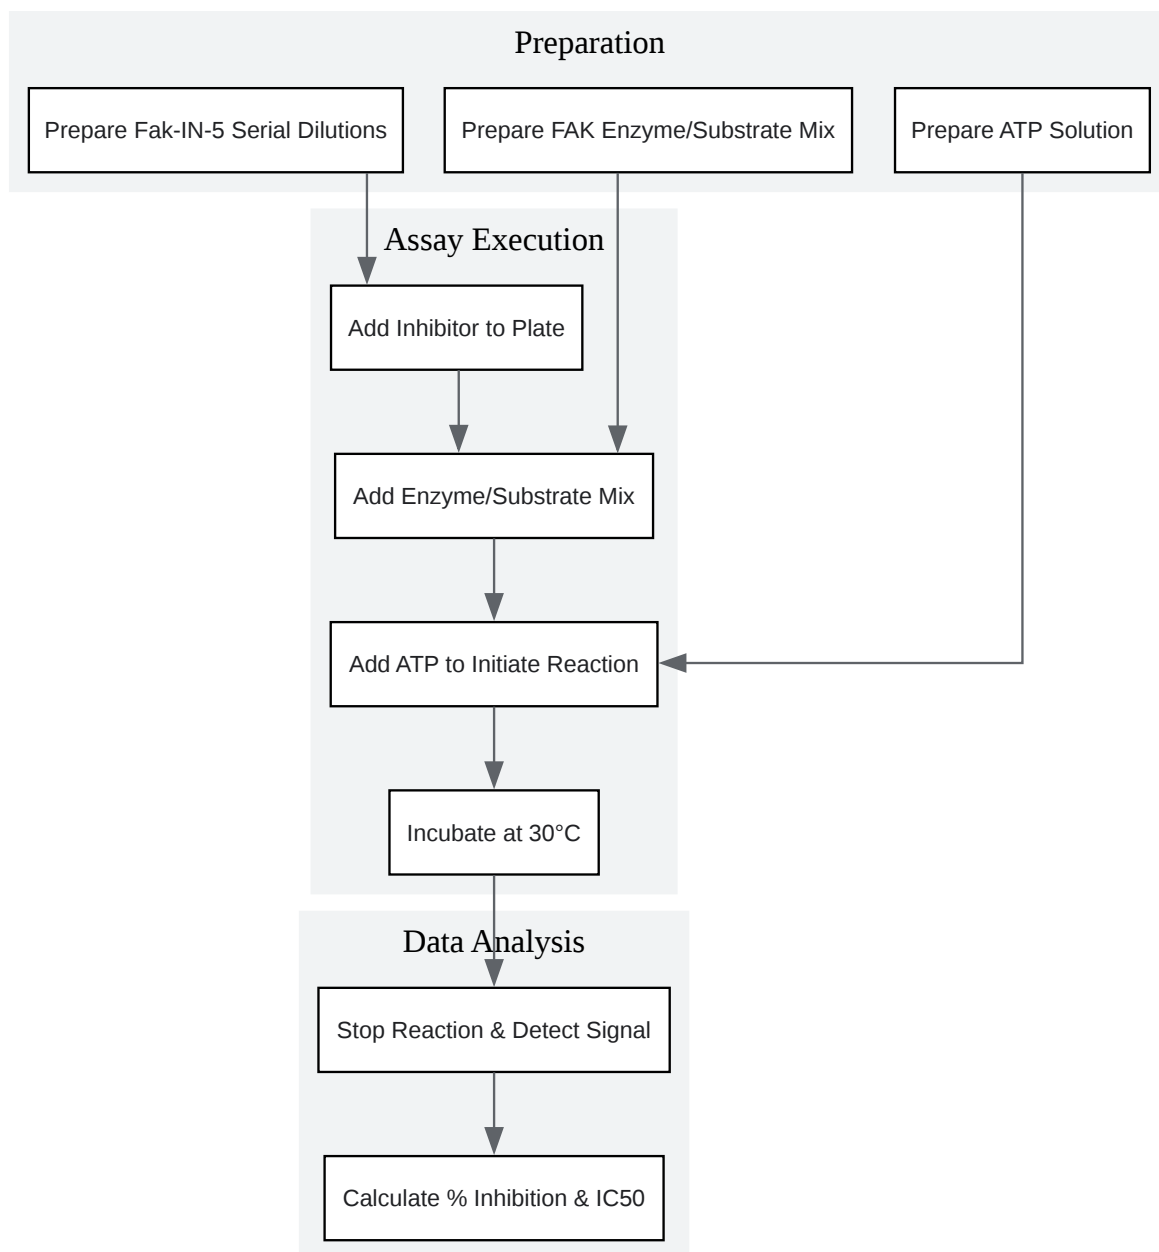 Preparation
Prepare Fak-IN-5 Serial Dilutions
Prepare FAK Enzyme/Substrate Mix
Prepare ATP Solution
Assay Execution
Add Inhibitor to Plate
Add Enzyme/Substrate Mix
Add ATP to Initiate Reaction
Incubate at 30°C
Data Analysis
Stop Reaction & Detect Signal
Calculate % Inhibition & IC50